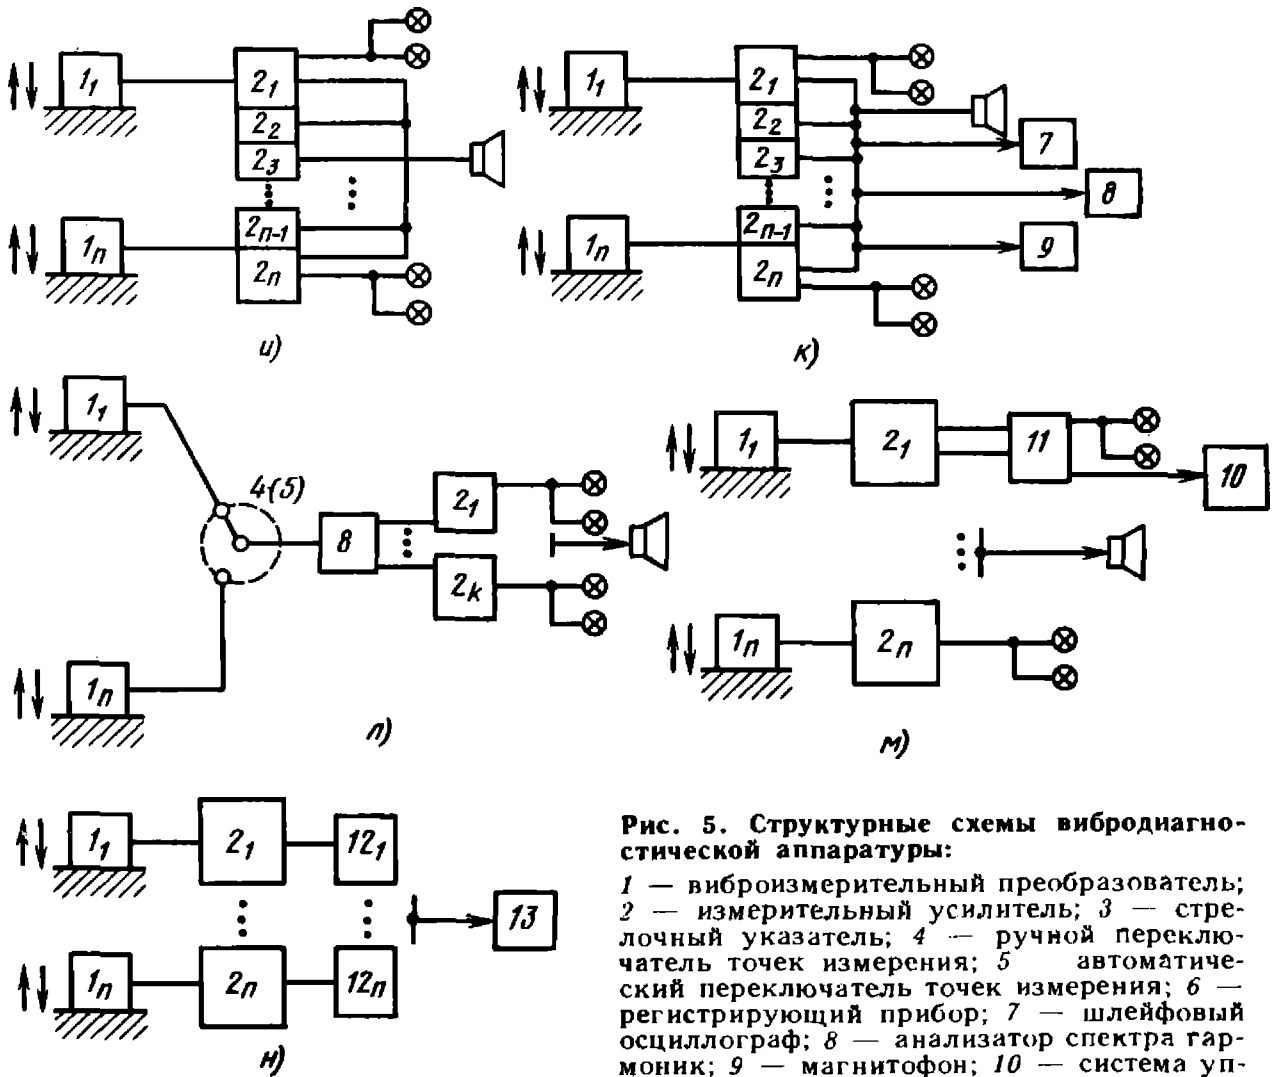 1₁ 2₁ 2₂ 2₃ 1ₙ 2ₙ₋₁ 2ₙ
и)
1₁ 2₁ 2₂ 2₃ 7 8 1ₙ 2ₙ₋₁ 2ₙ 9
к)
1₁ 4(5) 8 2₁ 2ₖ 1ₙ
л)
1₁ 2₁ 11 10 1ₙ 2ₙ
м)
1₁ 2₁ 12₁ 13 1ₙ 2ₙ 12ₙ
н)
Рис. 5. Структурные схемы вибродиагно-
стической аппаратуры:
1 — виброизмерительный преобразователь;
2 — измерительный усилитель; 3 — стре-
лочный указатель; 4 — ручной переклю-
чатель точек измерения; 5 автоматиче-
ский переключатель точек измерения; 6 —
регистрирующий прибор; 7 — шлейфовый
осциллограф; 8 — анализатор спектра гар-
моник; 9 — магнитофон; 10 — система уп-